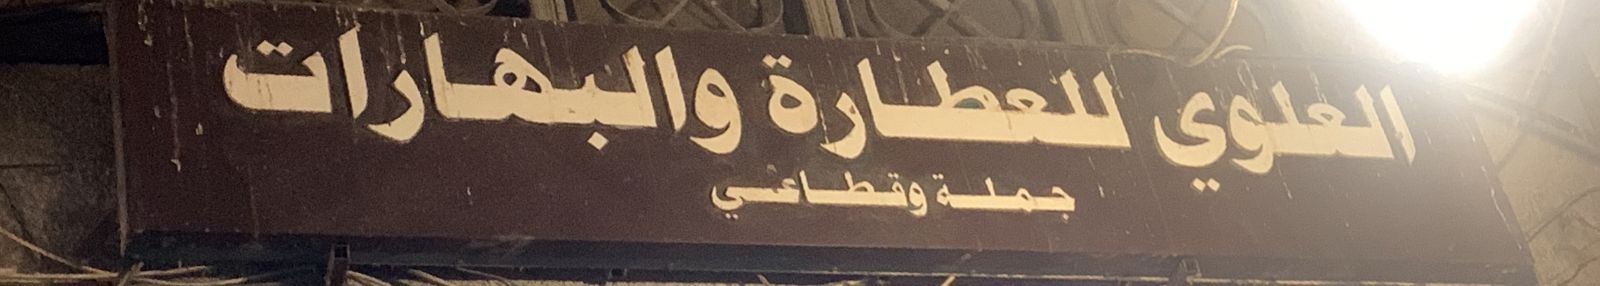 العلوي للعطارة والبهارات
جملة وقطاعي